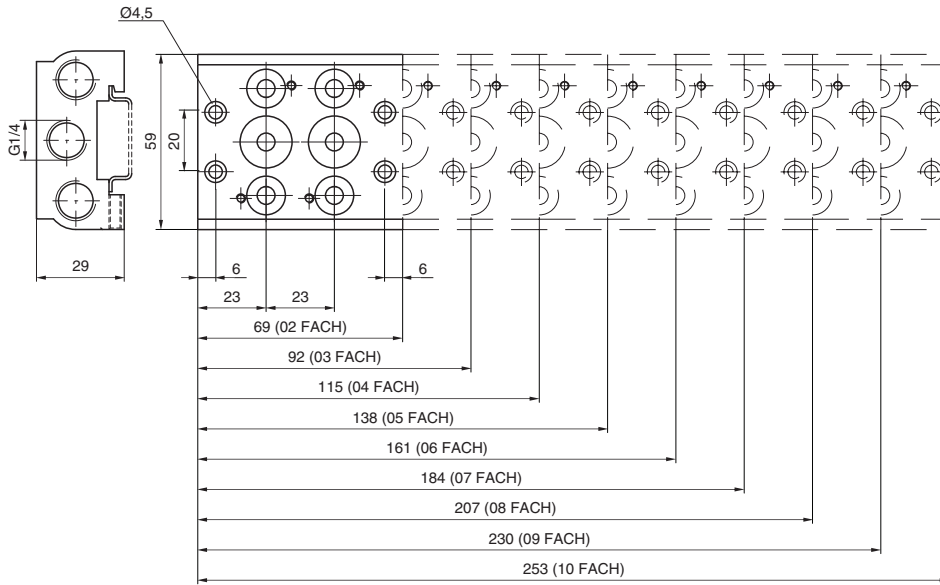 Ø4,5
G1/4
59
20
29
6
6
23
23
69 (02 FACH)
92 (03 FACH)
115 (04 FACH)
138 (05 FACH)
161 (06 FACH)
184 (07 FACH)
207 (08 FACH)
230 (09 FACH)
253 (10 FACH)